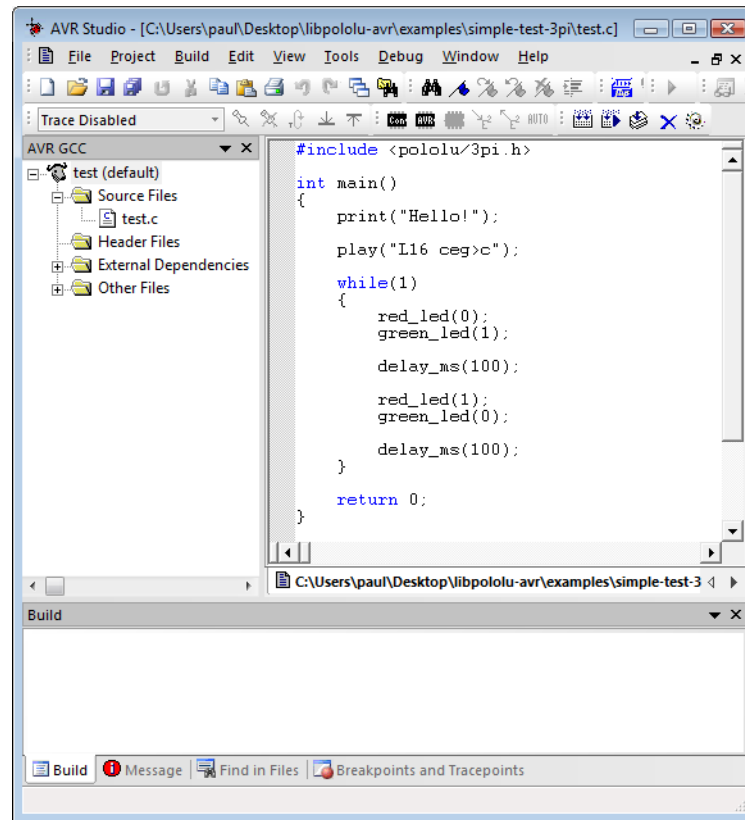 AVR Studio - [C:\Users\paul\Desktop\libpololu-avr\examples\simple-test-3pi\test.c]
File Project Build Edit View Tools Debug Window Help
Trace Disabled
Con AVR AUTO
AVR GCC
test (default)
Source Files
test.c
Header Files
External Dependencies
Other Files
#include <pololu/3pi.h>
int main()
{
print("Hello!");
play("L16 ceg>c");
while(1)
{
red_led(0);
green_led(1);
delay_ms(100);
red_led(1);
green_led(0);
delay_ms(100);
}
return 0;
}
C:\Users\paul\Desktop\libpololu-avr\examples\simple-test-3
Build
Build Message Find in Files Breakpoints and Tracepoints